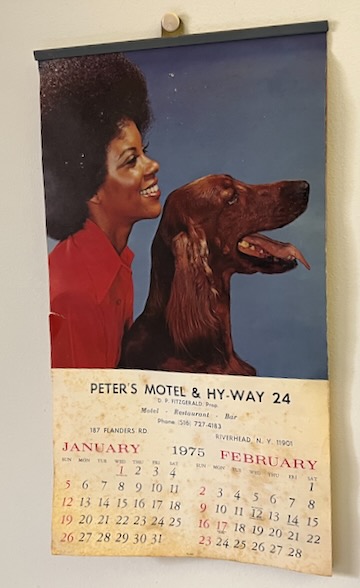 PETER'S MOTEL & HY-WAY 24
D. P. FITZGERALD, Prop.
Motel - Restaurant - Bar
Phone (516) 727-4183
187 FLANDERS RD. RIVERHEAD, N. Y. 11901
JANUARY 1975 FEBRUARY
SUN MON TUE WED THU FRI SAT SUN MON TUE WED THU FRI SAT
1 2 3 4 1
5 6 7 8 9 10 11 2 3 4 5 6 7 8
12 13 14 15 16 17 18 9 10 11 12 13 14 15
19 20 21 22 23 24 25 16 17 18 19 20 21 22
26 27 28 29 30 31 23 24 25 26 27 28